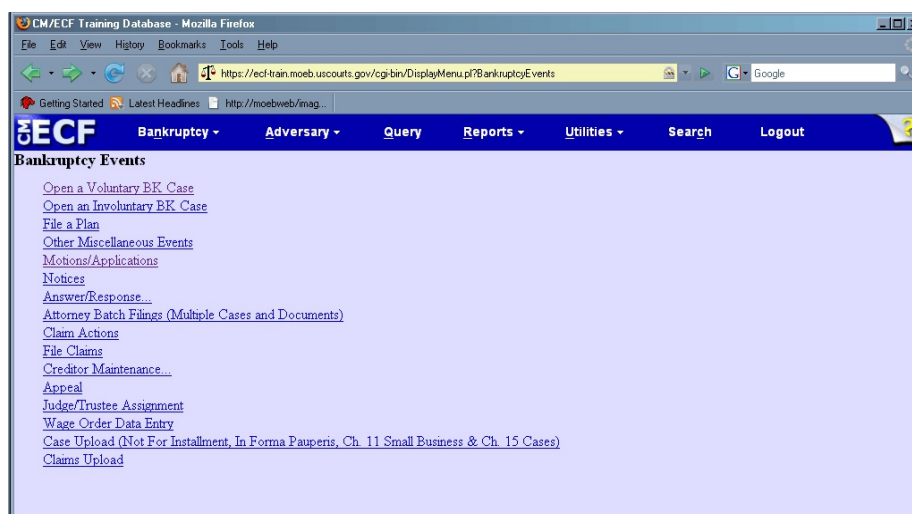 CM/ECF Training Database - Mozilla Firefox
File Edit View History Bookmarks Tools Help
https://ecf-train.moeb.uscourts.gov/cgi-bin/DisplayMenu.pl?BankruptcyEvents G Google
Getting Started Latest Headlines http://moebweb/imag...
CM ECF Bankruptcy Adversary Query Reports Utilities Search Logout ?
Bankruptcy Events
Open a Voluntary BK Case
Open an Involuntary BK Case
File a Plan
Other Miscellaneous Events
Motions/Applications
Notices
Answer/Response...
Attorney Batch Filings (Multiple Cases and Documents)
Claim Actions
File Claims
Creditor Maintenance...
Appeal
Judge/Trustee Assignment
Wage Order Data Entry
Case Upload (Not For Installment, In Forma Pauperis, Ch. 11 Small Business & Ch. 15 Cases)
Claims Upload